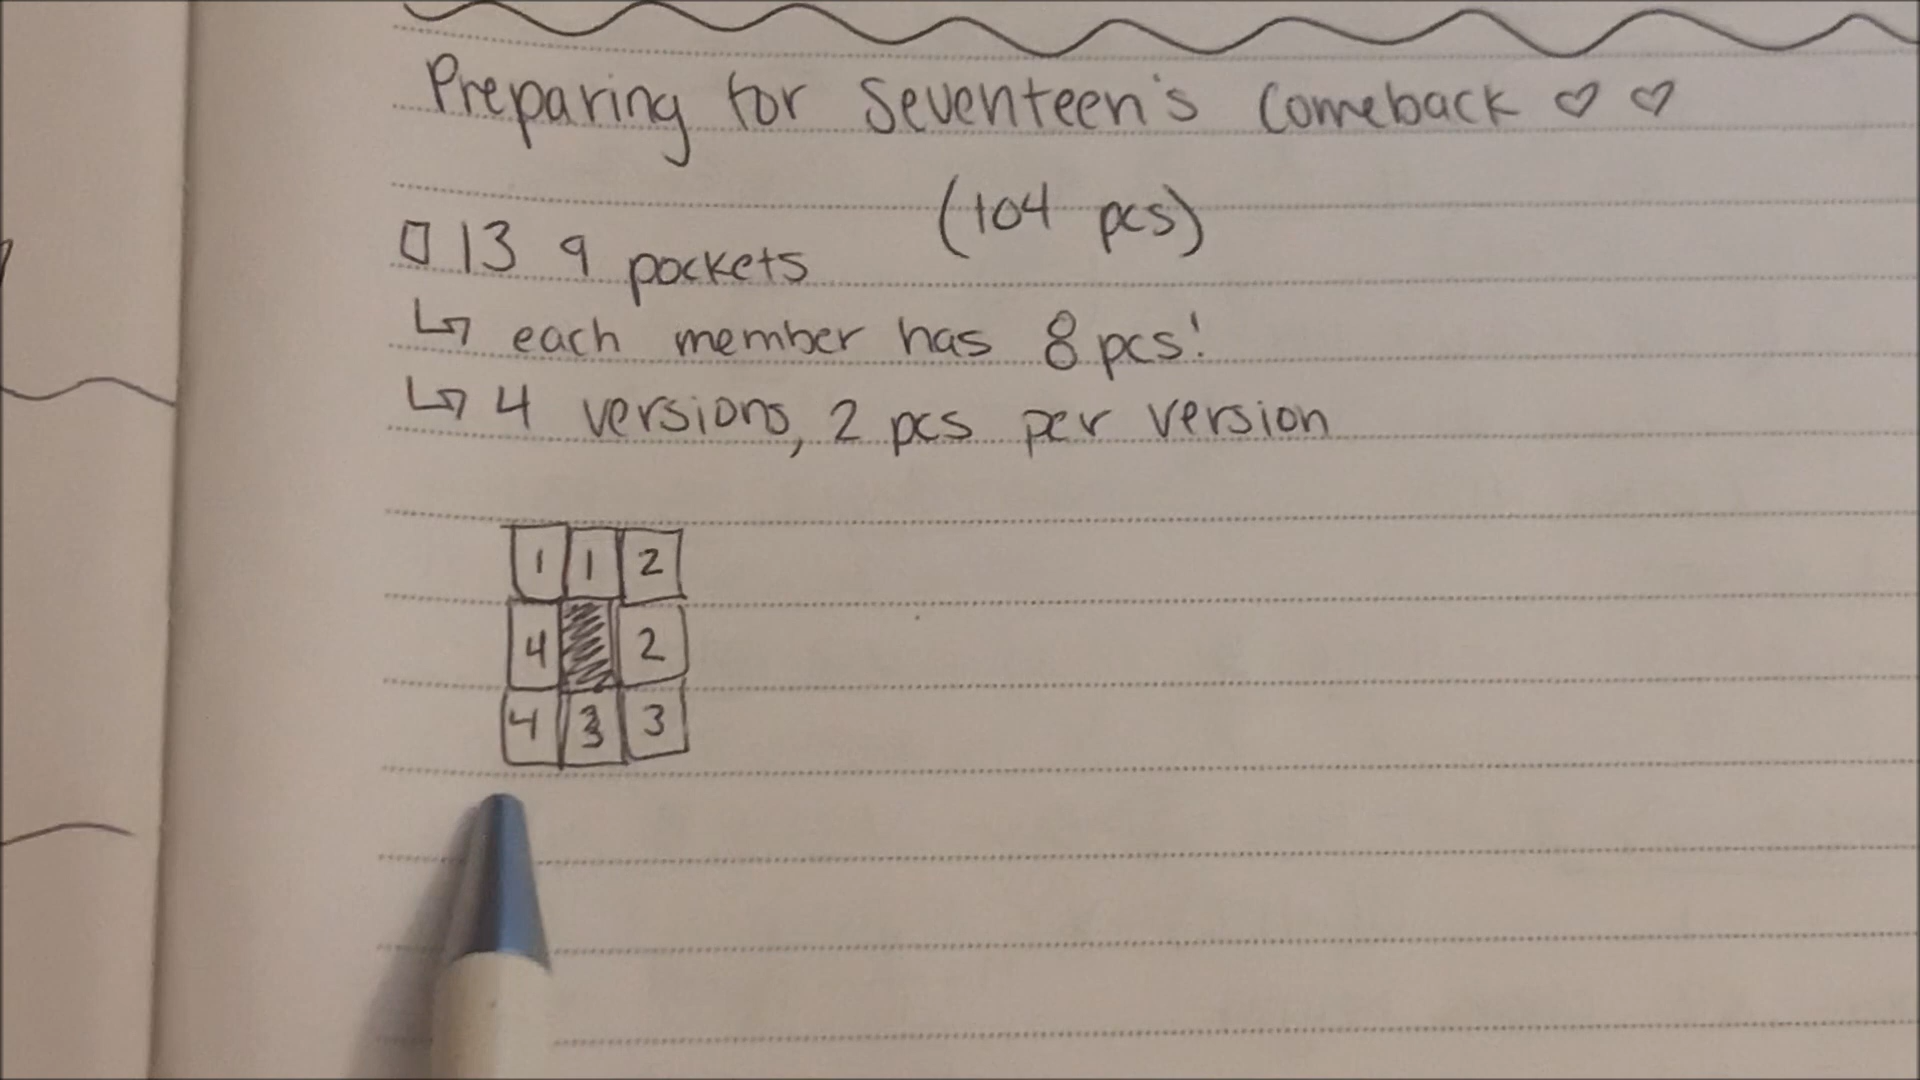 Preparing for Seventeen's Comeback ♡ ♡
(104 pcs)
13 9 pockets
↳ each member has 8 pcs!
↳ 4 versions, 2 pcs per version
1 1 2
4 2
4 3 3